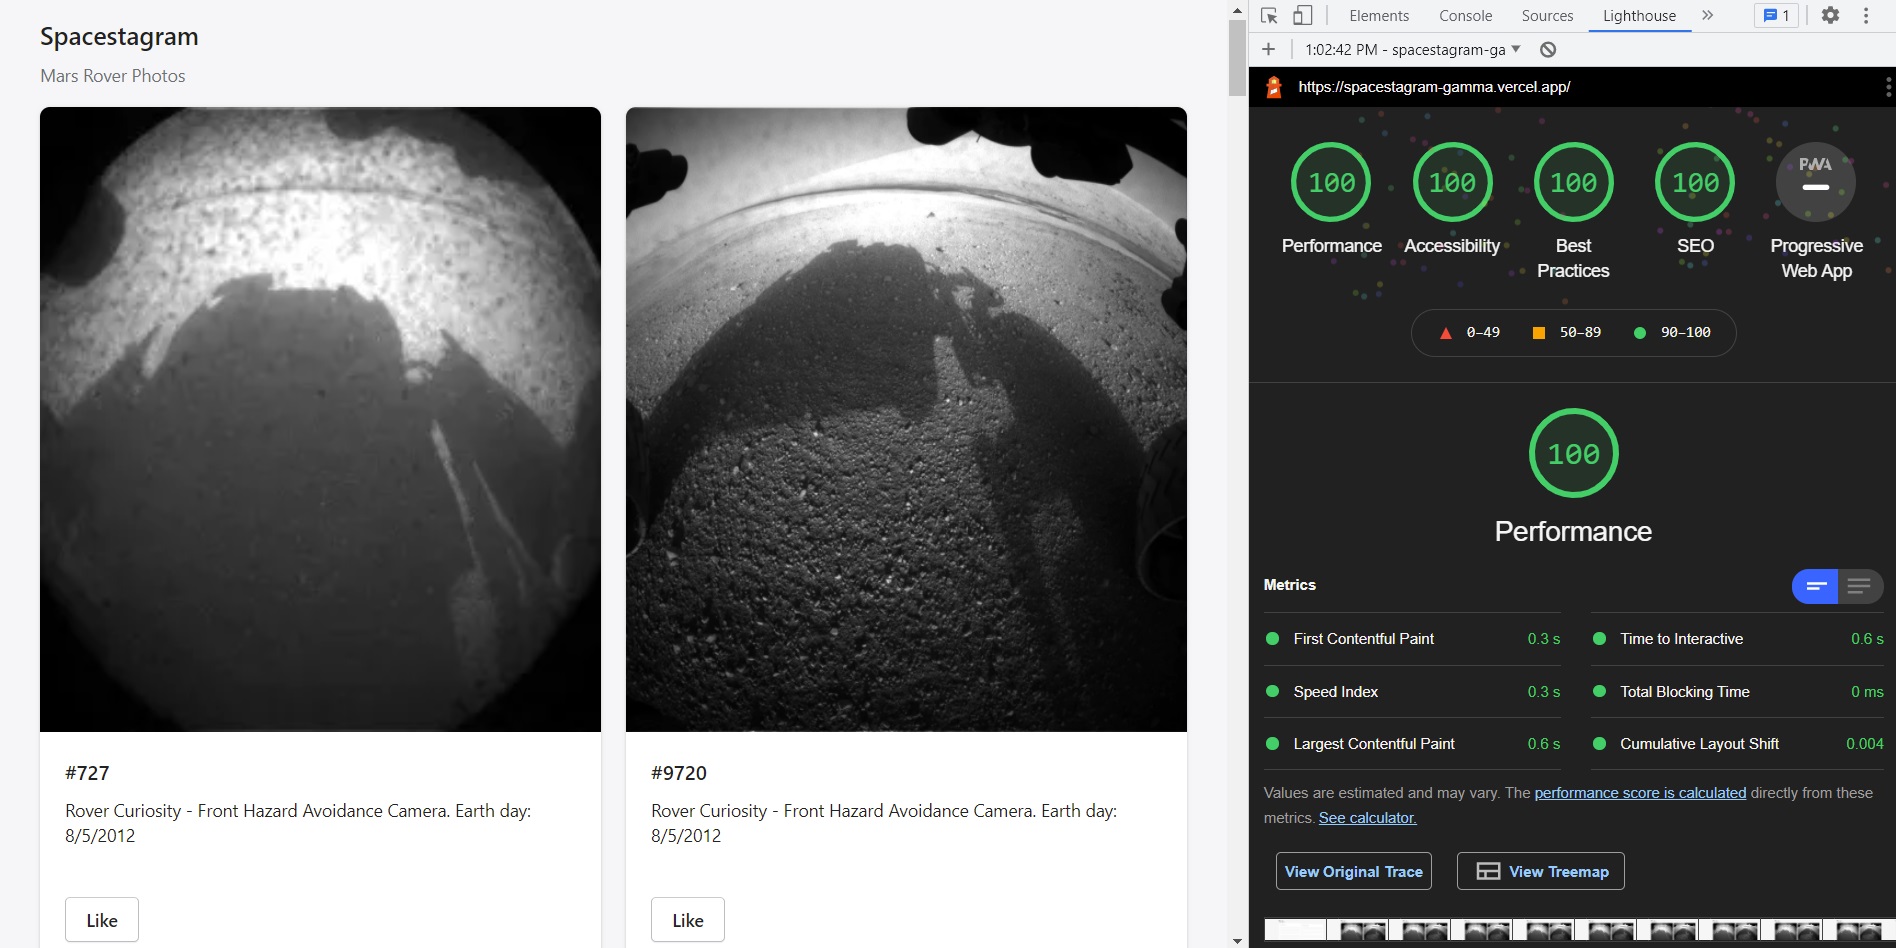 Spacestagram
Mars Rover Photos
#727
Rover Curiosity - Front Hazard Avoidance Camera. Earth day:
8/5/2012
Like
#9720
Rover Curiosity - Front Hazard Avoidance Camera. Earth day:
8/5/2012
Like
Elements Console Sources Lighthouse » 1
1:02:42 PM - spacestagram-ga
https://spacestagram-gamma.vercel.app/
100 100 100 100 PWA
Performance Accessibility Best Practices SEO Progressive Web App
0–49 50–89 90–100
100
Performance
Metrics
First Contentful Paint 0.3 s
Time to Interactive 0.6 s
Speed Index 0.3 s
Total Blocking Time 0 ms
Largest Contentful Paint 0.6 s
Cumulative Layout Shift 0.004
Values are estimated and may vary. The performance score is calculated directly from these
metrics. See calculator.
View Original Trace View Treemap